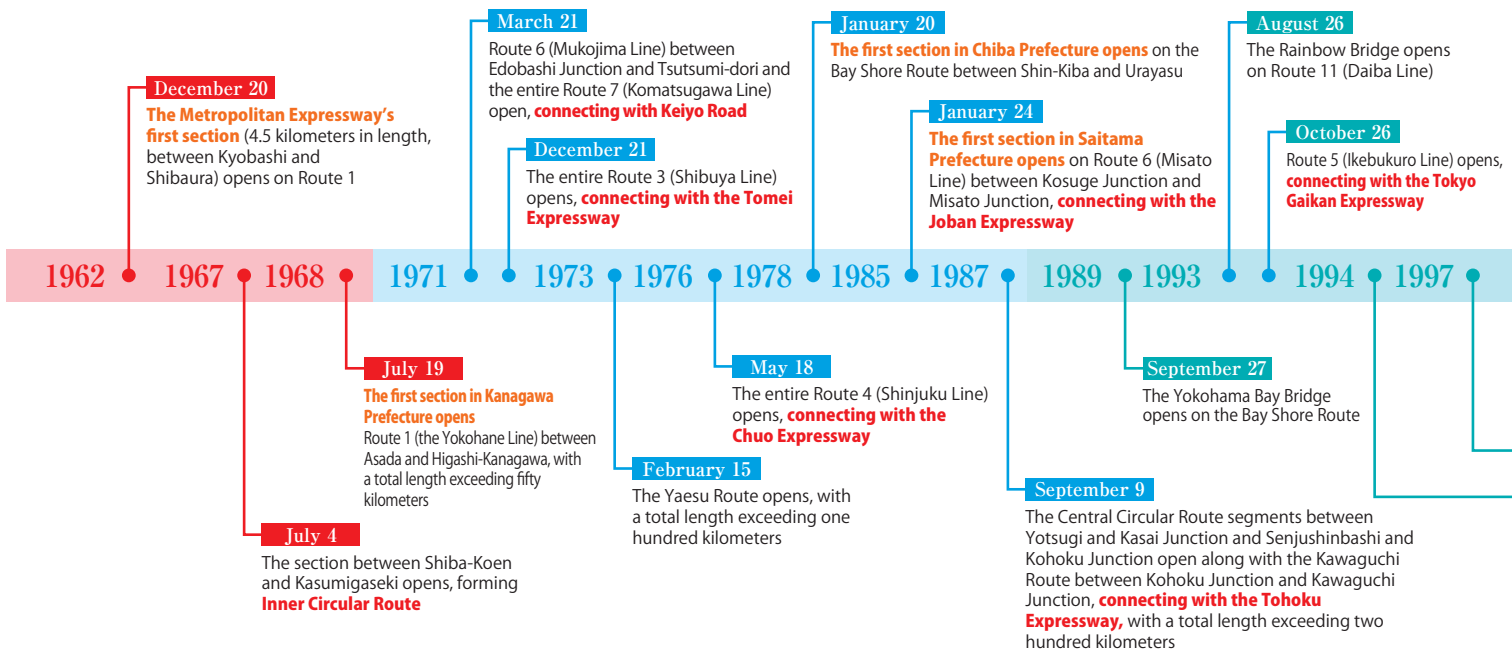 March 21
Route 6 (Mukojima Line) between
Edobashi Junction and Tsutsumi-dori and
the entire Route 7 (Komatsugawa Line)
open, connecting with Keiyo Road
January 20
The first section in Chiba Prefecture opens on the
Bay Shore Route between Shin-Kiba and Urayasu
August 26
The Rainbow Bridge opens
on Route 11 (Daiba Line)
December 20
The Metropolitan Expressway's
first section (4.5 kilometers in length,
between Kyobashi and
Shibaura) opens on Route 1
December 21
The entire Route 3 (Shibuya Line)
opens, connecting with the Tomei
Expressway
January 24
The first section in Saitama
Prefecture opens on Route 6 (Misato
Line) between Kosuge Junction and
Misato Junction, connecting with the
Joban Expressway
October 26
Route 5 (Ikebukuro Line) opens,
connecting with the Tokyo
Gaikan Expressway
1962 1967 1968 1971 1973 1976 1978 1985 1987 1989 1993 1994 1997
July 19
The first section in Kanagawa
Prefecture opens
Route 1 (the Yokohane Line) between
Asada and Higashi-Kanagawa, with
a total length exceeding fifty
kilometers
May 18
The entire Route 4 (Shinjuku Line)
opens, connecting with the
Chuo Expressway
September 27
The Yokohama Bay Bridge
opens on the Bay Shore Route
February 15
The Yaesu Route opens, with
a total length exceeding one
hundred kilometers
September 9
The Central Circular Route segments between
Yotsugi and Kasai Junction and Senjushinbashi and
Kohoku Junction open along with the Kawaguchi
Route between Kohoku Junction and Kawaguchi
Junction, connecting with the Tohoku
Expressway, with a total length exceeding two
hundred kilometers
July 4
The section between Shiba-Koen
and Kasumigaseki opens, forming
Inner Circular Route